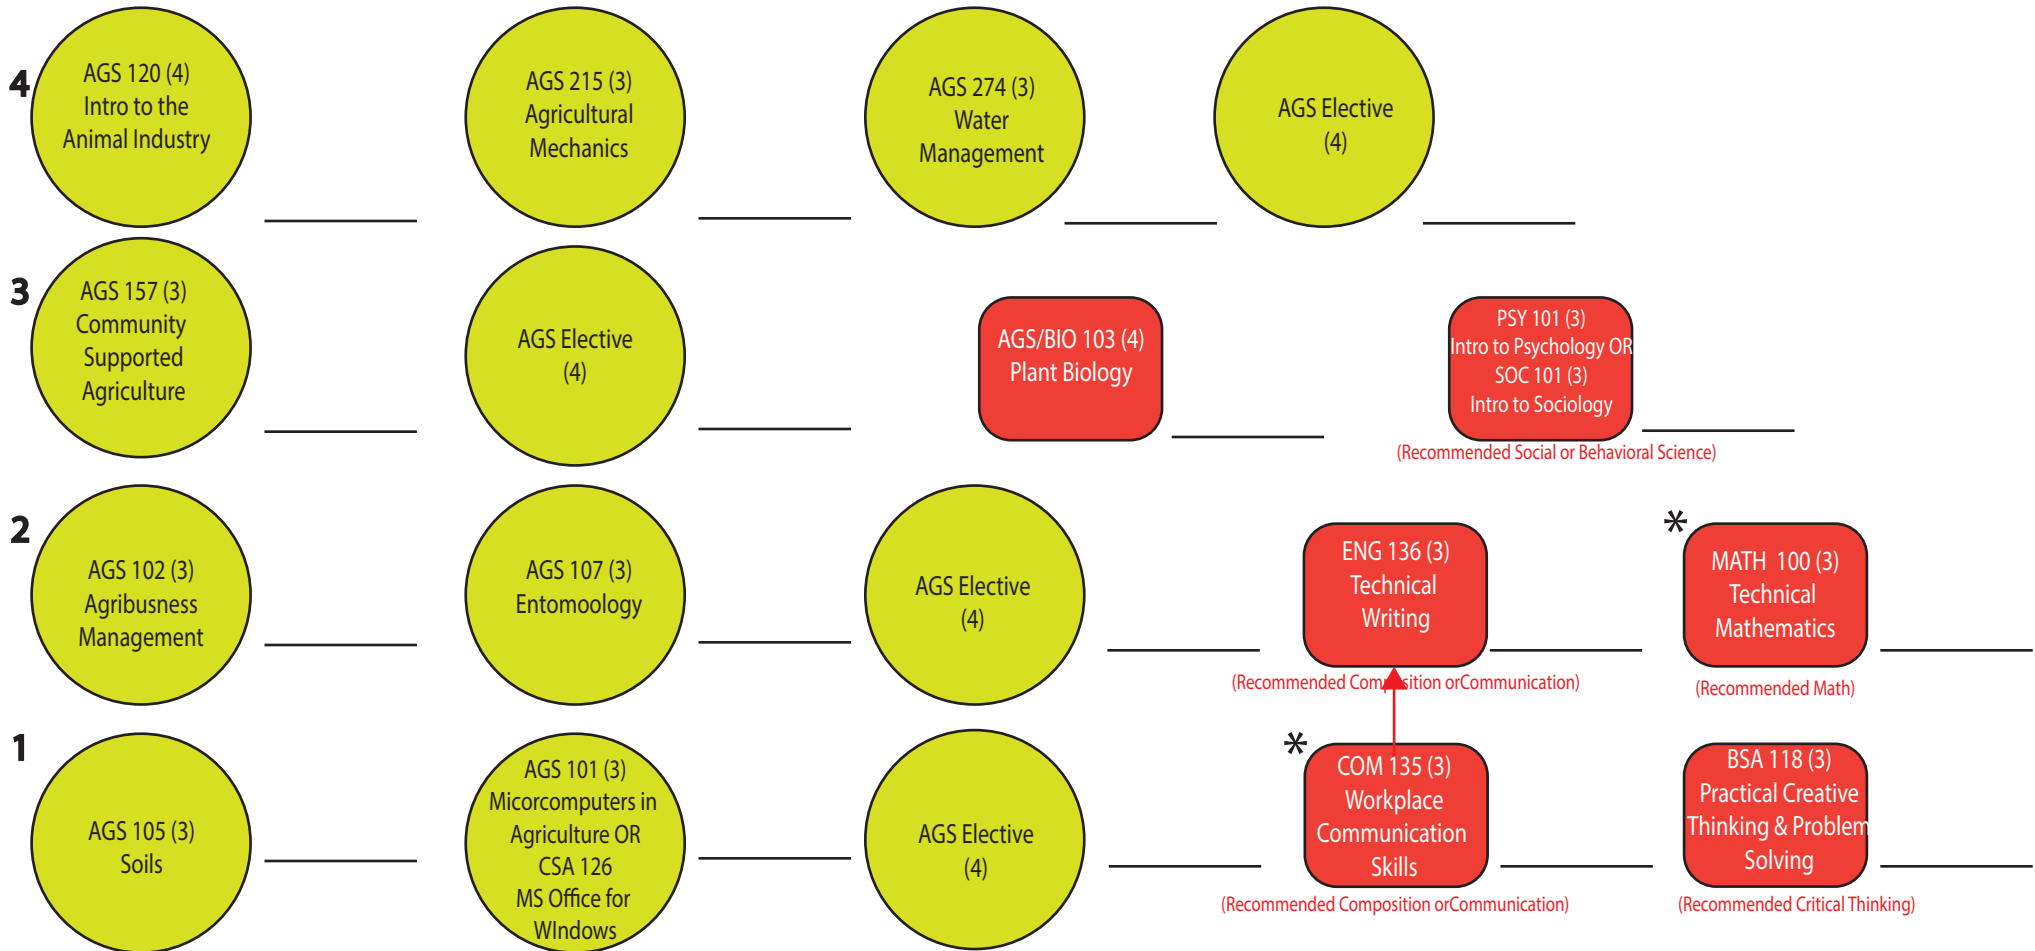 4
AGS 120 (4)
Intro to the
Animal Industry
AGS 215 (3)
Agricultural
Mechanics
AGS 274 (3)
Water
Management
AGS Elective
(4)
3
AGS 157 (3)
Community
Supported
Agriculture
AGS Elective
(4)
AGS/BIO 103 (4)
Plant Biology
PSY 101 (3)
Intro to Psychology OR
SOC 101 (3)
Intro to Sociology
(Recommended Social or Behavioral Science)
2
AGS 102 (3)
Agribusness
Management
AGS 107 (3)
Entomoology
AGS Elective
(4)
ENG 136 (3)
Technical
Writing
(Recommended Composition orCommunication)
*
MATH 100 (3)
Technical
Mathematics
(Recommended Math)
1
AGS 105 (3)
Soils
AGS 101 (3)
Micorcomputers in
Agriculture OR
CSA 126
MS Office for
WIndows
AGS Elective
(4)
*
COM 135 (3)
Workplace
Communication
Skills
(Recommended Composition orCommunication)
BSA 118 (3)
Practical Creative
Thinking & Problem
Solving
(Recommended Critical Thinking)